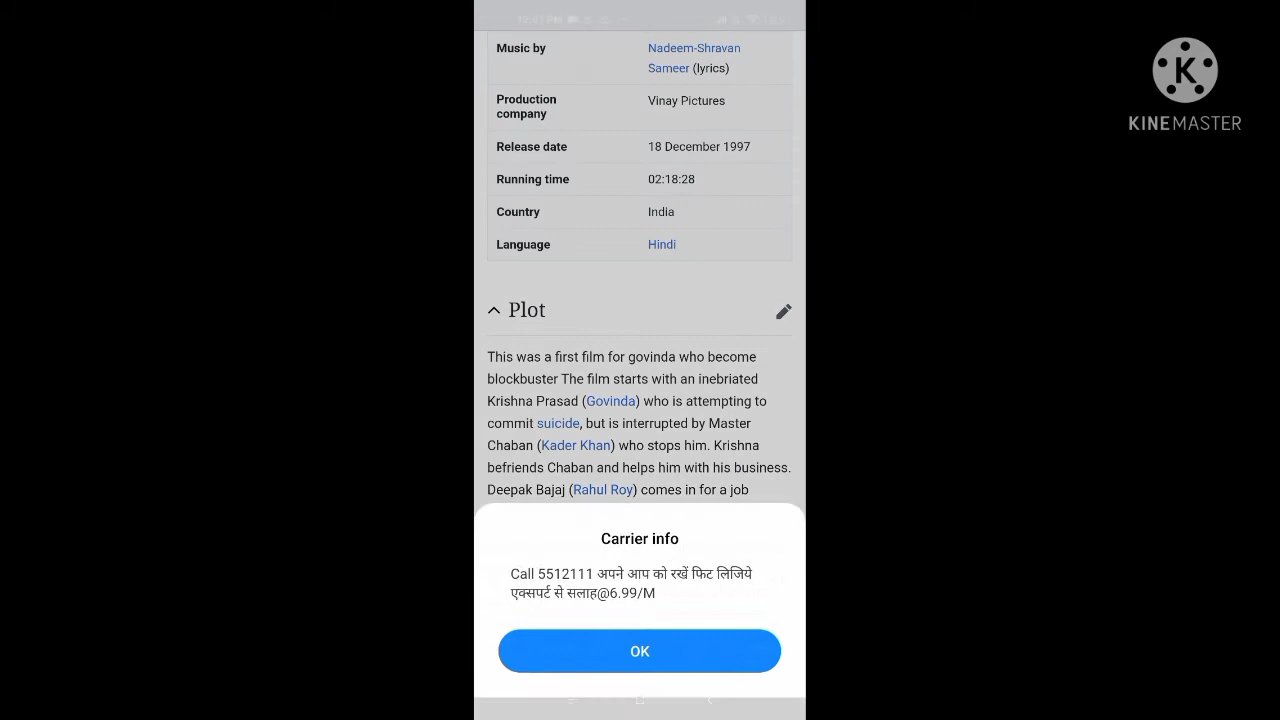 Music by Nadeem-Shravan
Sameer (lyrics)
Production company Vinay Pictures
Release date 18 December 1997
Running time 02:18:28
Country India
Language Hindi
Plot
This was a first film for govinda who become
blockbuster The film starts with an inebriated
Krishna Prasad (Govinda) who is attempting to
commit suicide, but is interrupted by Master
Chaban (Kader Khan) who stops him. Krishna
befriends Chaban and helps him with his business.
Deepak Bajaj (Rahul Roy) comes in for a job
Carrier info
Call 5512111 अपने आप को रखें फिट लिजिये
एक्सपर्ट से सलाह@6.99/M
OK
K
KINEMASTER